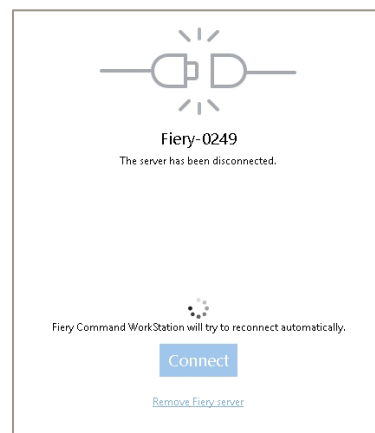 Fiery-0249
The server has been disconnected.
Fiery Command WorkStation will try to reconnect automatically.
Connect
Remove Fiery server